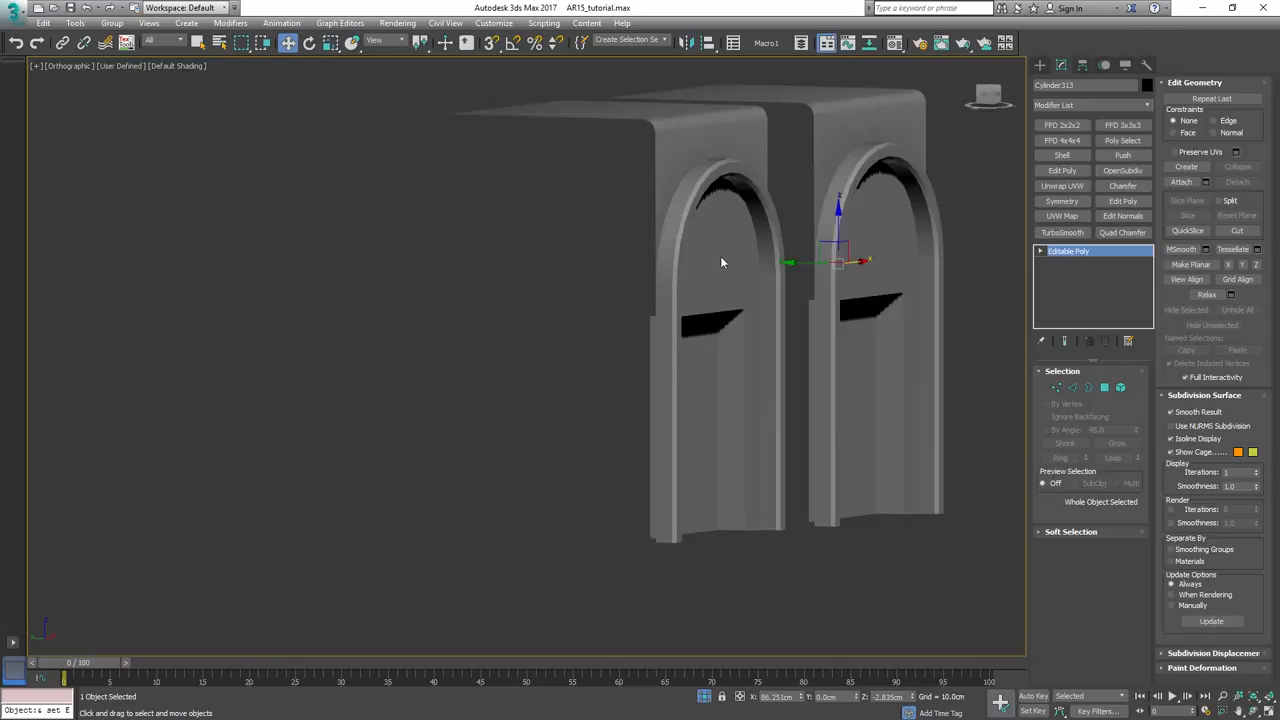 Autodesk 3ds Max 2017 AR15_tutorial.max
Workspace: Default
Type a keyword or phrase
Sign In
Edit Tools Group Views Create Modifiers Animation Graph Editors Rendering Civil View Customize Scripting Content Help
All
View
Create Selection Se
Macro1
[+] [Orthographic] [User Defined] [Default Shading]
Cylinder313
Modifier List
FFD 2x2x2 FFD 3x3x3
FFD 4x4x4 Poly Select
Shell Push
Edit Poly OpenSubdiv
Unwrap UVW Chamfer
Symmetry Edit Poly
UVW Map Edit Normals
TurboSmooth Quad Chamfer
Editable Poly
Selection
By Vertex
Ignore Backfacing
By Angle: 45.0
Shrink Grow
Ring Loop
Preview Selection
Off SubObj Multi
Whole Object Selected
Soft Selection
Edit Geometry
Repeat Last
Constraints
None Edge
Face Normal
Preserve UVs
Create Collapse
Attach Detach
Slice Plane Split
Slice Reset Plane
QuickSlice Cut
MSmooth Tessellate
Make Planar X Y Z
View Align Grid Align
Relax
Hide Selected Unhide All
Hide Unselected
Named Selections:
Copy Paste
Delete Isolated Vertices
Full Interactivity
Subdivision Surface
Smooth Result
Use NURMS Subdivision
Isoline Display
Show Cage......
Display
Iterations: 1
Smoothness: 1.0
Render
Iterations: 0
Smoothness: 1.0
Separate By
Smoothing Groups
Materials
Update Options
Always
When Rendering
Manually
Update
Subdivision Displacemen
Paint Deformation
z
x
z
0 / 100
0 5 10 15 20 25 30 35 40 45 50 55 60 65 70 75 80 85 90 95 100
1 Object Selected
X: 86.251cm Y: 0.0cm Z: -2.835cm Grid = 10.0cm
Auto Key Selected
Object:& set E
Click and drag to select and move objects
Add Time Tag
Set Key Key Filters... 0